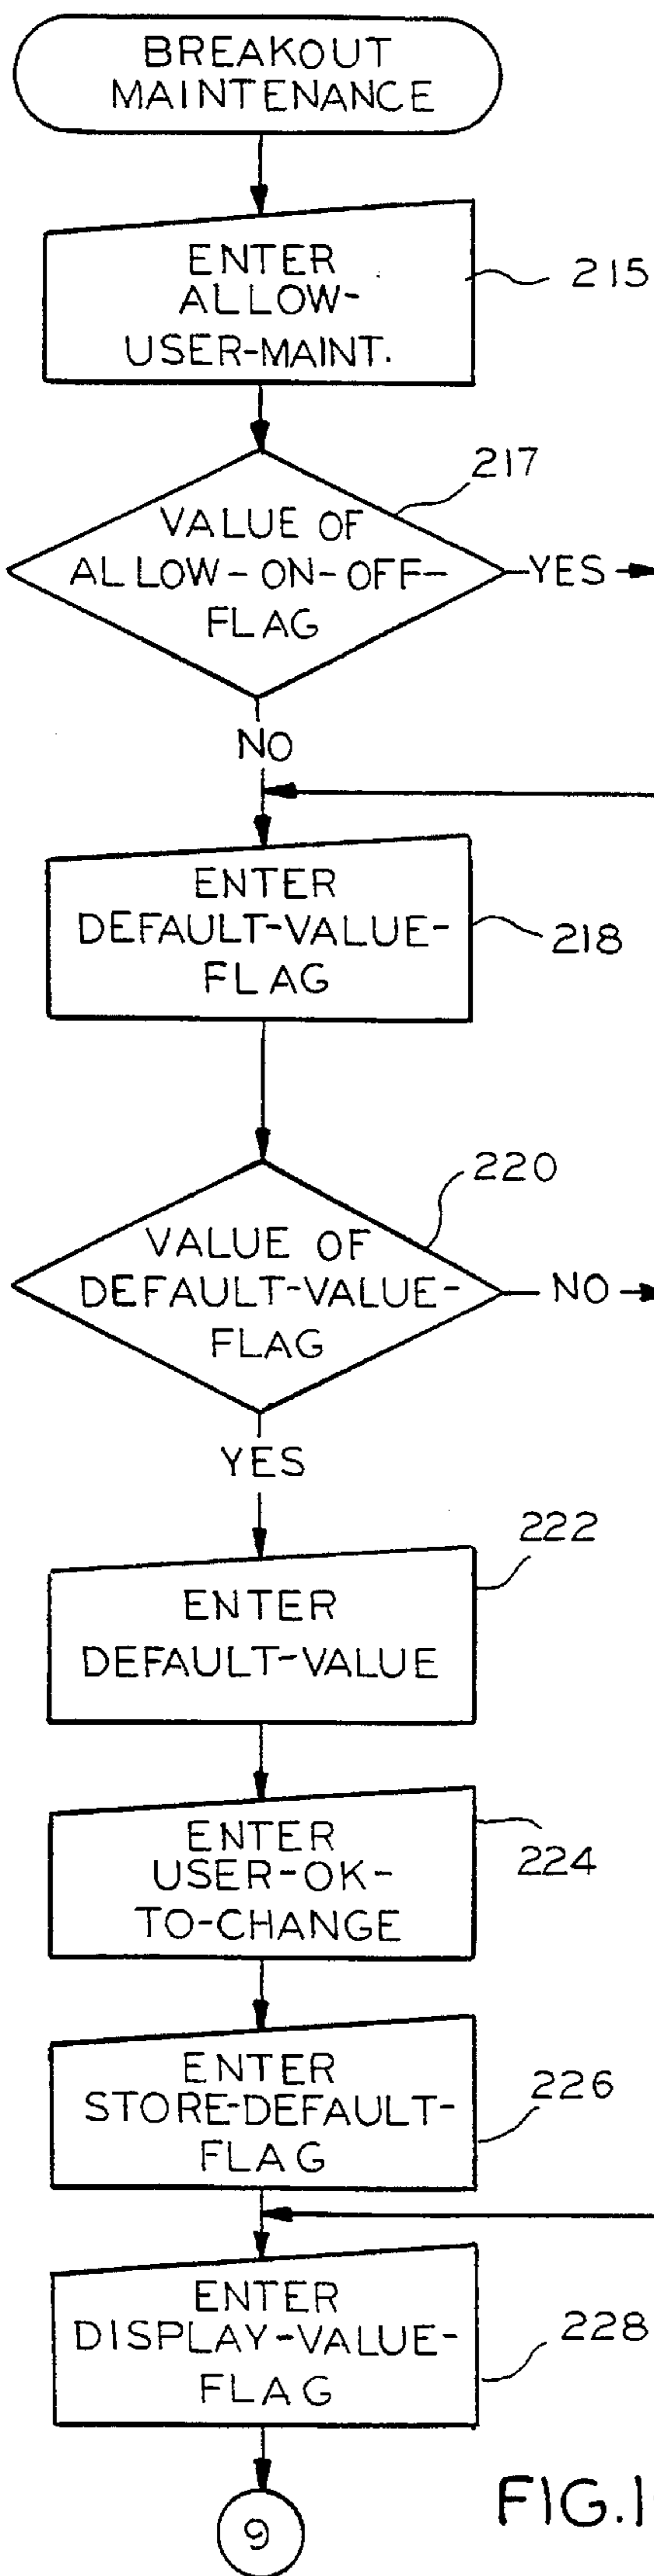 BREAKOUT
MAINTENANCE
ENTER
ALLOW-
USER-MAINT.
215
217
VALUE OF
ALLOW-ON-OFF-
FLAG
YES
NO
ENTER
DEFAULT-VALUE-
FLAG
218
220
VALUE OF
DEFAULT-VALUE-
FLAG
NO
YES
222
ENTER
DEFAULT-VALUE
ENTER
USER-OK-
TO-CHANGE
224
ENTER
STORE-DEFAULT-
FLAG
226
ENTER
DISPLAY-VALUE-
FLAG
228
9
FIG.1